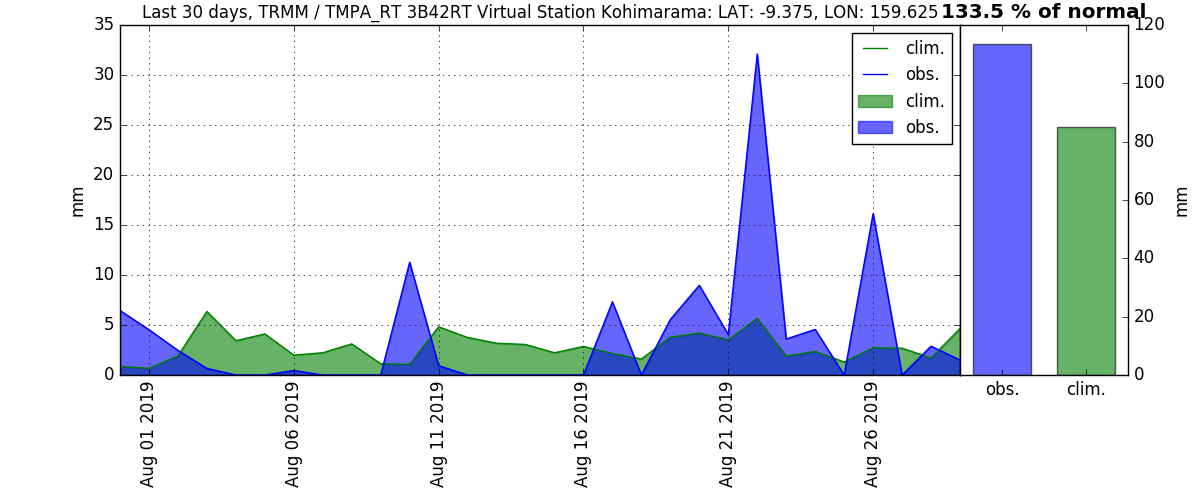 Last 30 days, TRMM / TMPA_RT 3B42RT Virtual Station Kohimarama: LAT: -9.375, LON: 159.625
133.5 % of normal
35
30
25
20
15
10
5
0
mm
clim.
obs.
clim.
obs.
Aug 01 2019
Aug 06 2019
Aug 11 2019
Aug 16 2019
Aug 21 2019
Aug 26 2019
120
100
80
60
40
20
0
mm
obs.
clim.